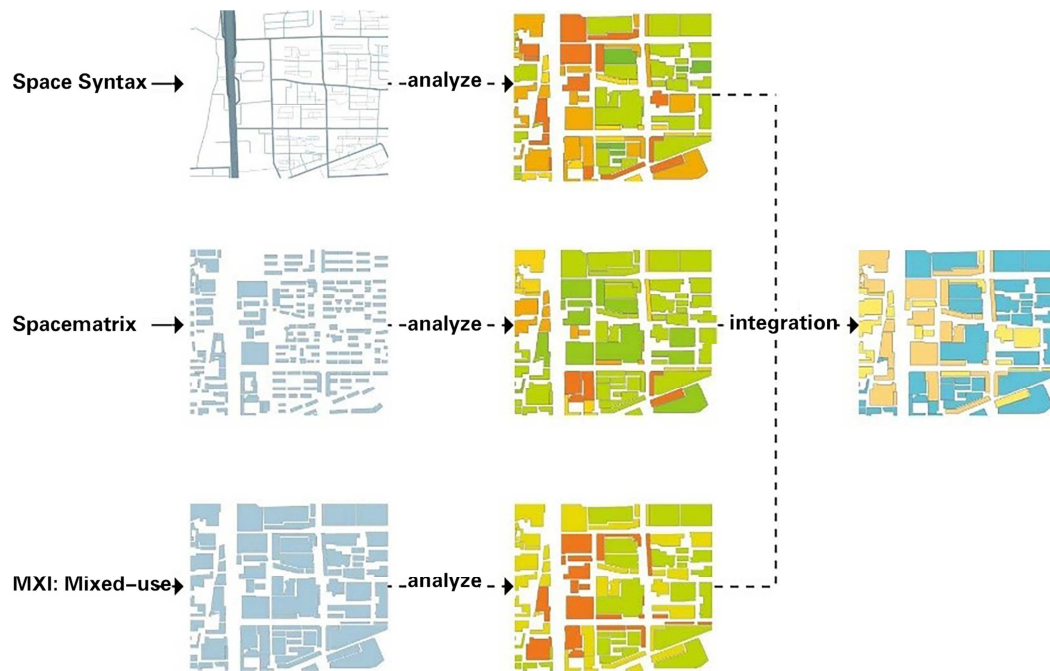 Space Syntax
analyze
Spacematrix
analyze
integration
MXI: Mixed-use
analyze